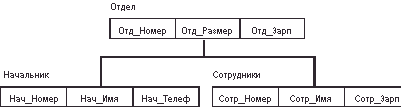 Отдел
Отд_Номер Отд_Размер Отд_Зарп
Начальник Сотрудники
Нач_Номер Нач_Имя Нач_Телеф Сотр_Номер Сотр_Имя Сотр_Зарп